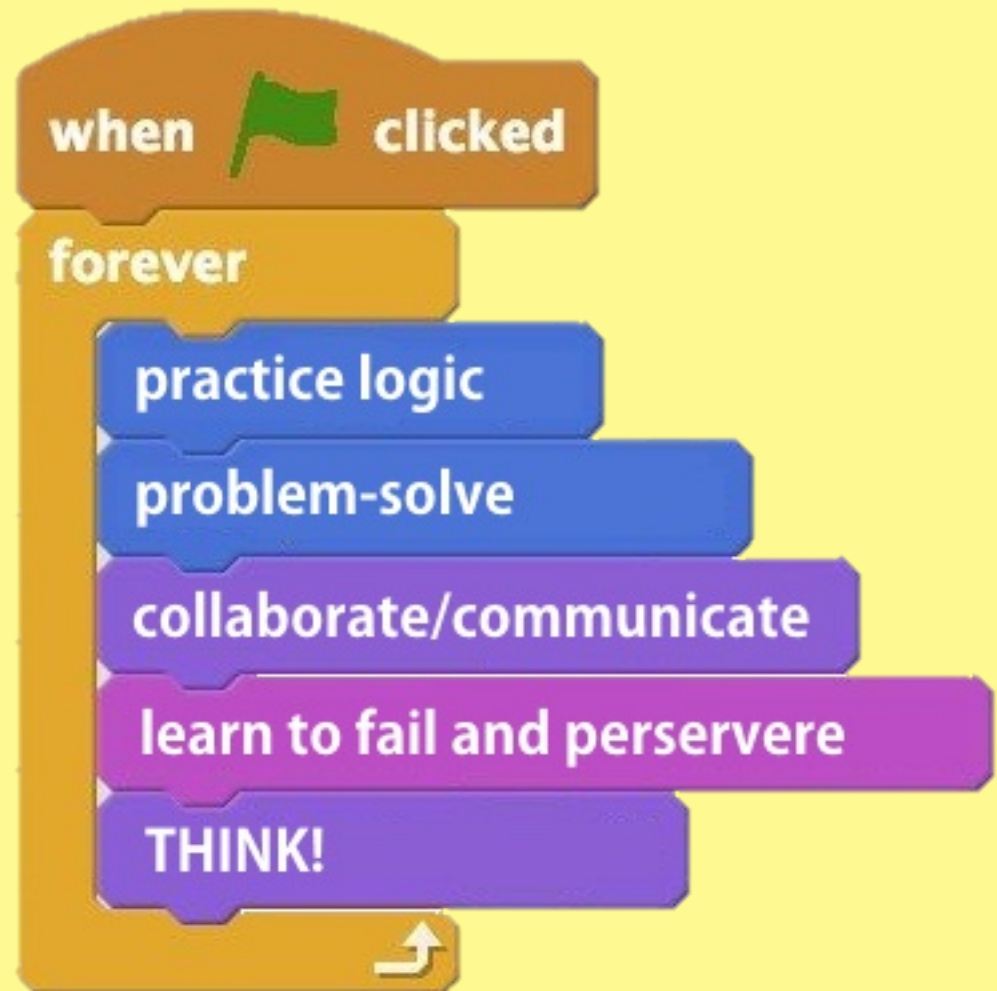 when clicked
forever
practice logic
problem-solve
collaborate/communicate
learn to fail and perservere
THINK!